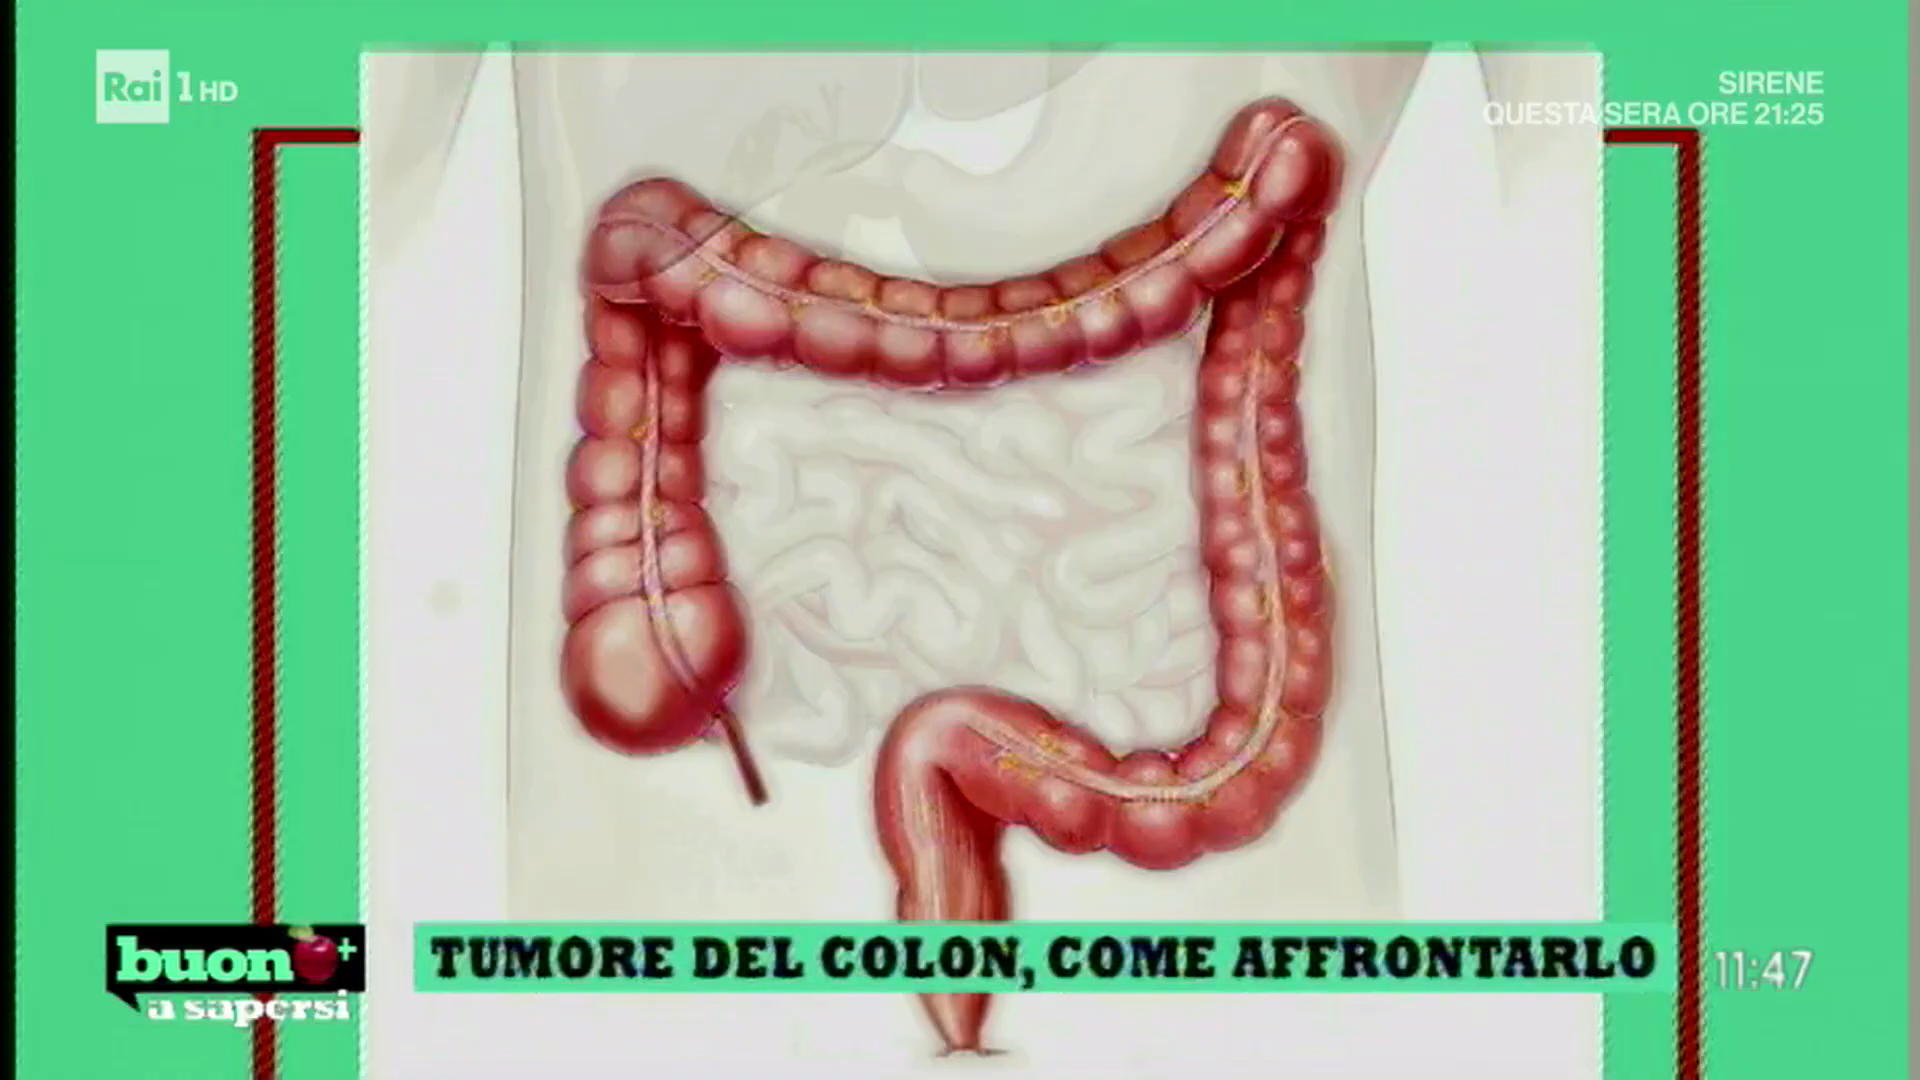 Rai 1 HD
SIRENE
QUESTA SERA ORE 21:25
buono+
a sapersi
TUMORE DEL COLON, COME AFFRONTARLO
11:47